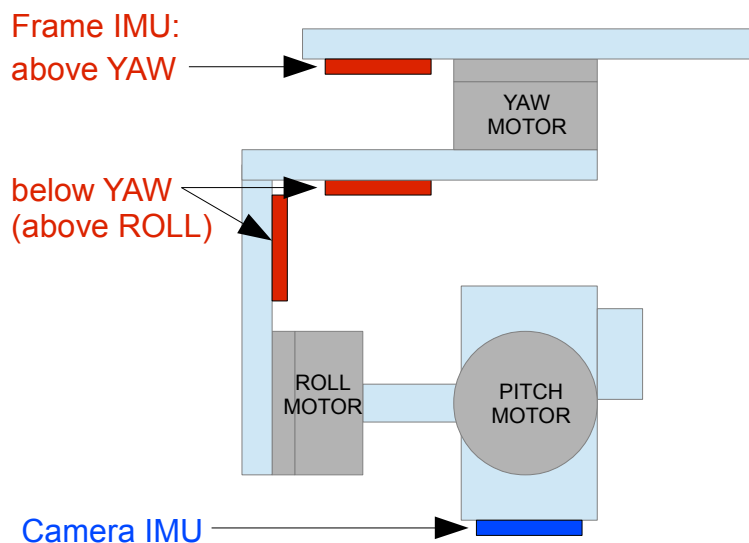 Frame IMU:
above YAW
YAW
MOTOR
below YAW
(above ROLL)
ROLL
MOTOR
PITCH
MOTOR
Camera IMU